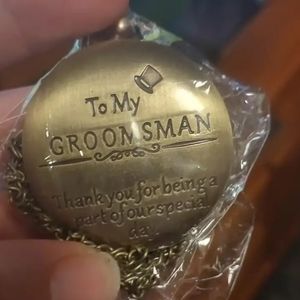 To My
GROOMSMAN
Thank you for being a
part of our special
day.